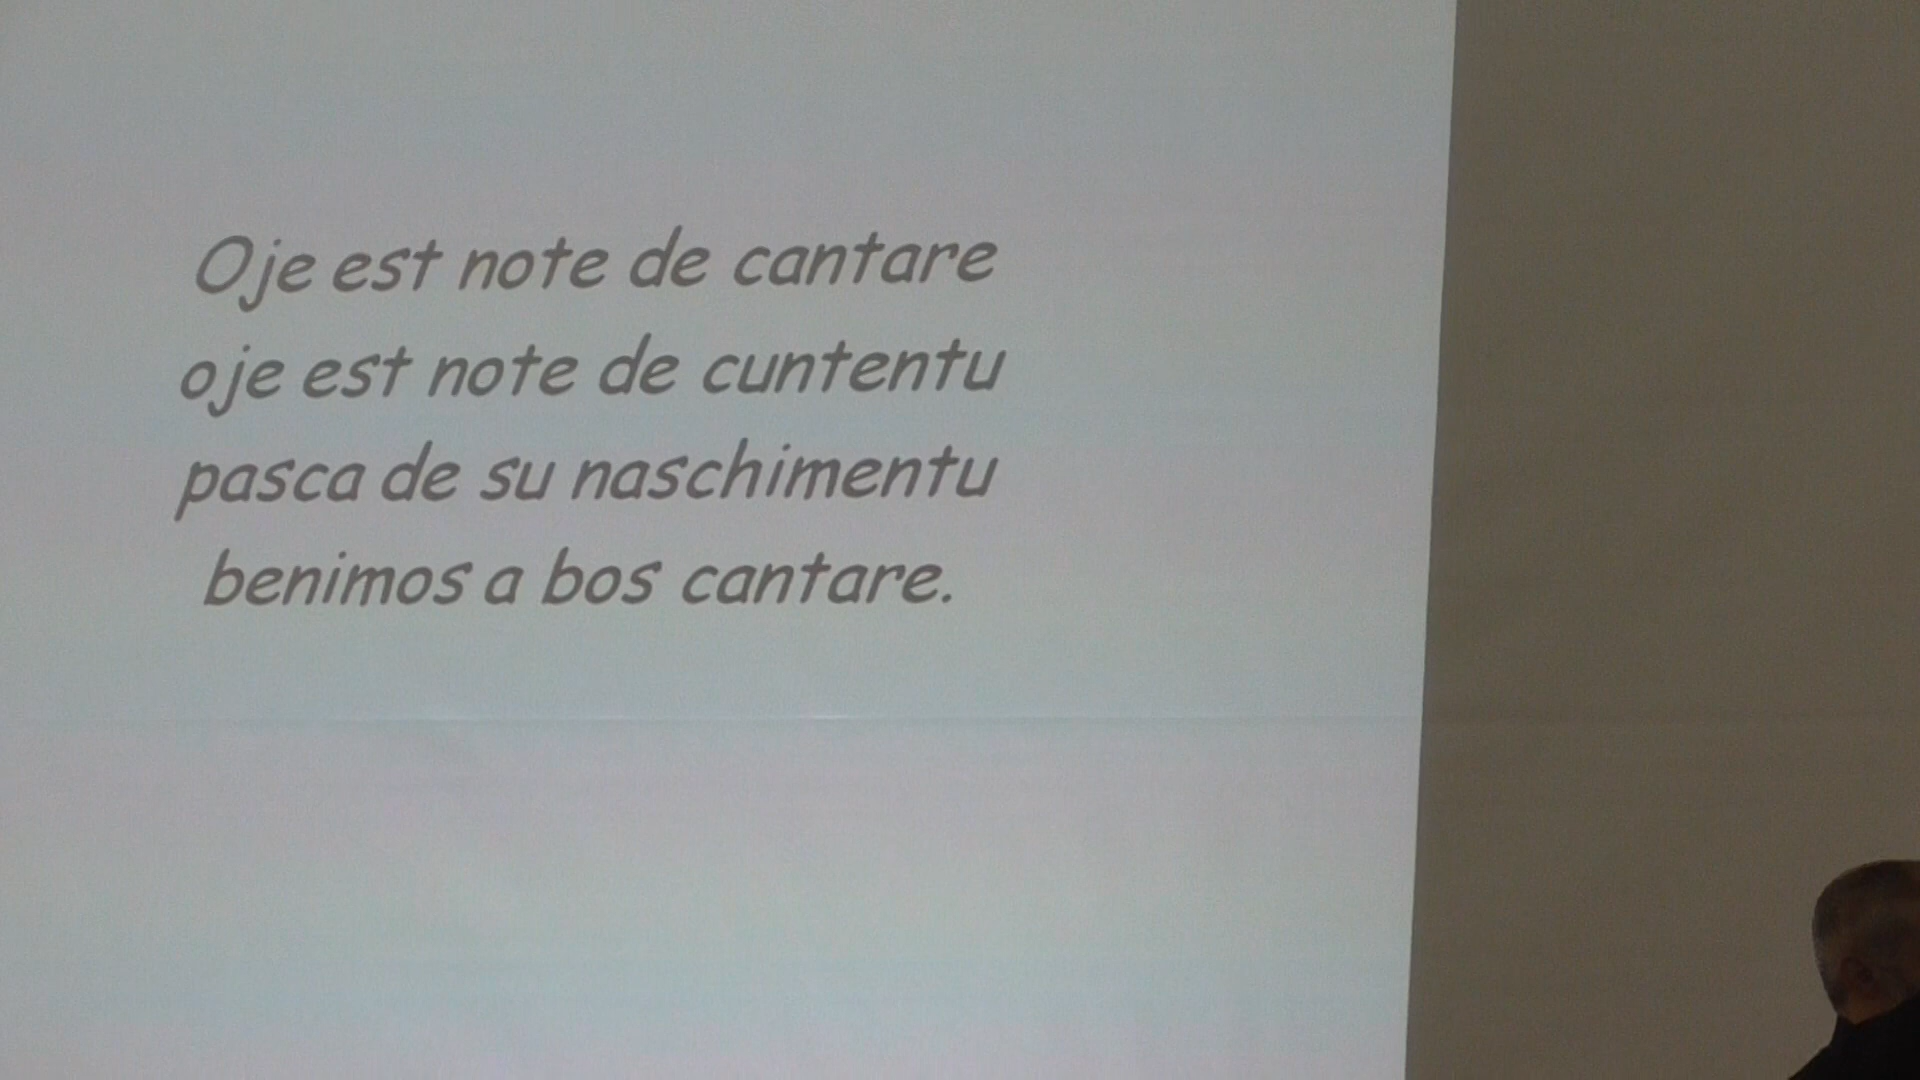 Oje est note de cantare
oje est note de cuntentu
pasca de su naschimentu
benimos a bos cantare.